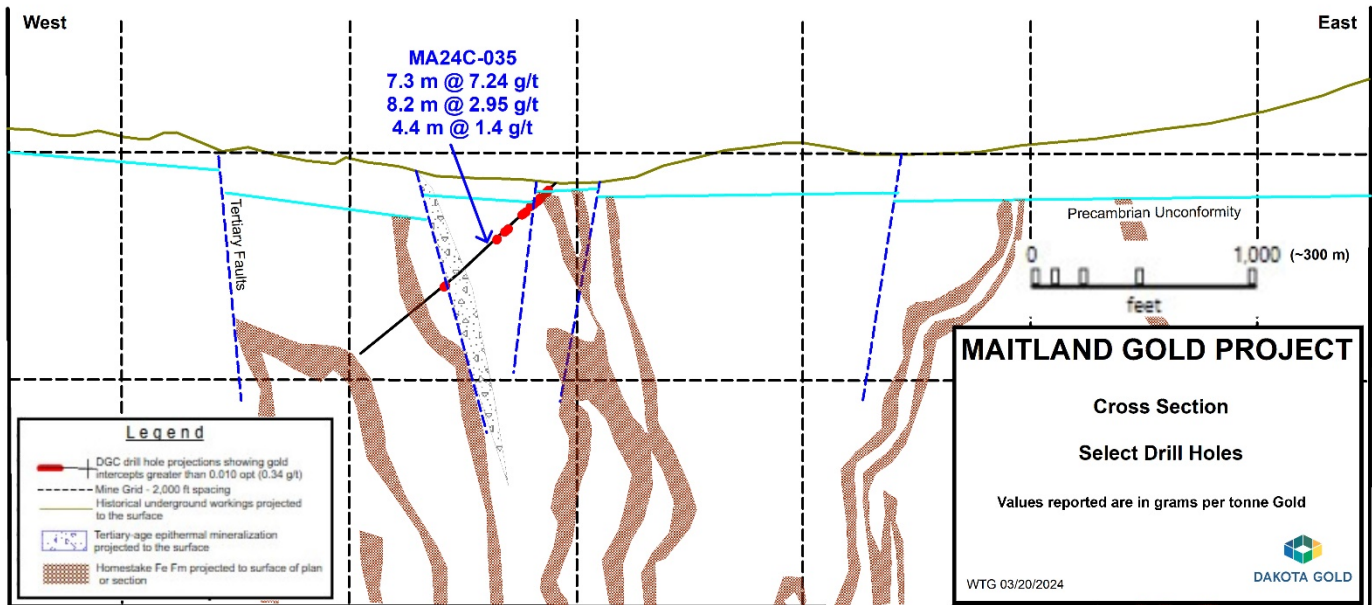 West
East
MA24C-035
7.3 m @ 7.24 g/t
8.2 m @ 2.95 g/t
4.4 m @ 1.4 g/t
Tertiary Faults
Precambrian Unconformity
0 1,000 (~300 m)
feet
Legend
DGC drill hole projections showing gold
intercepts greater than 0.010 opt (0.34 g/t)
Mine Grid - 2,000 ft spacing
Historical underground workings projected
to the surface
Tertiary-age epithermal mineralization
projected to the surface
Homestake Fe Fm projected to surface of plan
or section
MAITLAND GOLD PROJECT
Cross Section
Select Drill Holes
Values reported are in grams per tonne Gold
WTG 03/20/2024
DAKOTA GOLD